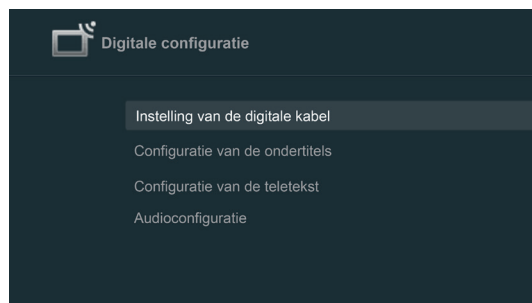 Digitale configuratie
Instelling van de digitale kabel
Configuratie van de ondertitels
Configuratie van de teletekst
Audioconfiguratie